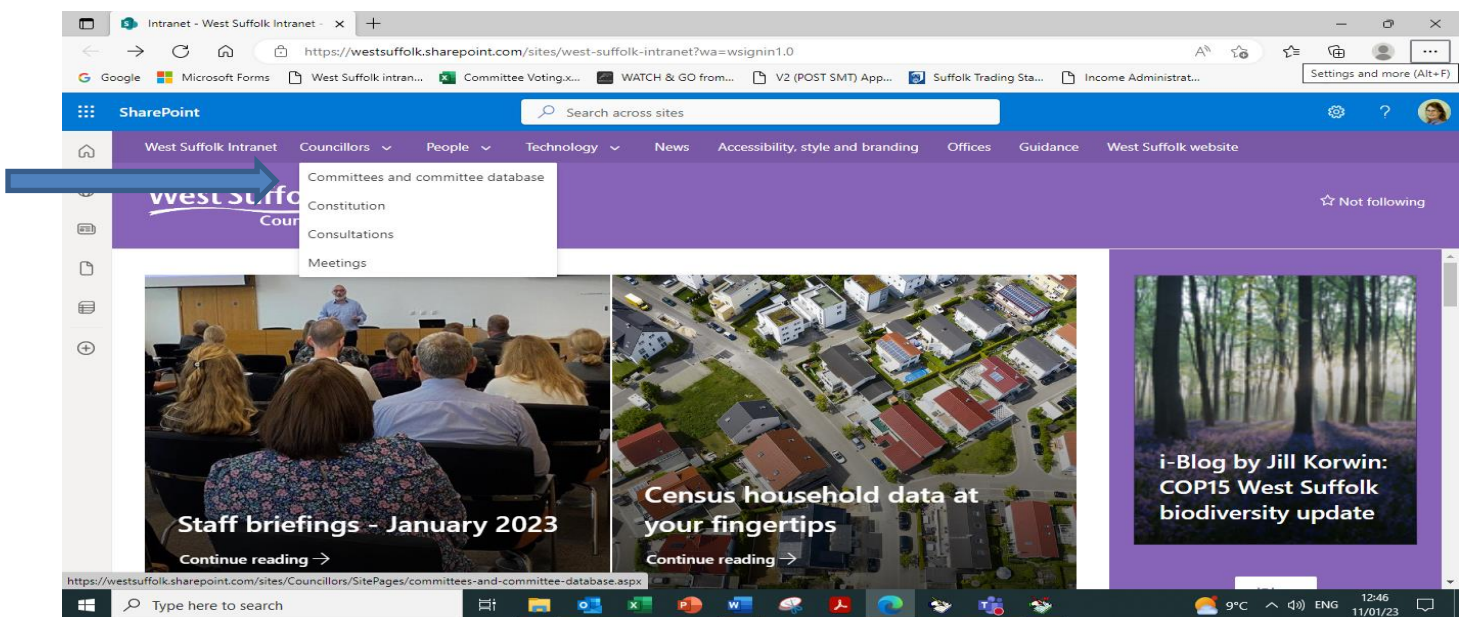 Intranet - West Suffolk Intranet -
https://westsuffolk.sharepoint.com/sites/west-suffolk-intranet?wa=wsignin1.0
Google Microsoft Forms West Suffolk intran... Committee Voting.x... WATCH & GO from... V2 (POST SMT) App... Suffolk Trading Sta... Income Administrat...
Settings and more (Alt+F)
SharePoint Search across sites
West Suffolk Intranet Councillors People Technology News Accessibility, style and branding Offices Guidance West Suffolk website
Committees and committee database
Constitution
Consultations
Meetings
West Suffo
Coun
Not following
Staff briefings - January 2023
Continue reading →
Census household data at
your fingertips
Continue reading →
i-Blog by Jill Korwin:
COP15 West Suffolk
biodiversity update
https://westsuffolk.sharepoint.com/sites/Councillors/SitePages/committees-and-committee-database.aspx
Type here to search
9°C ENG 12:46
11/01/23